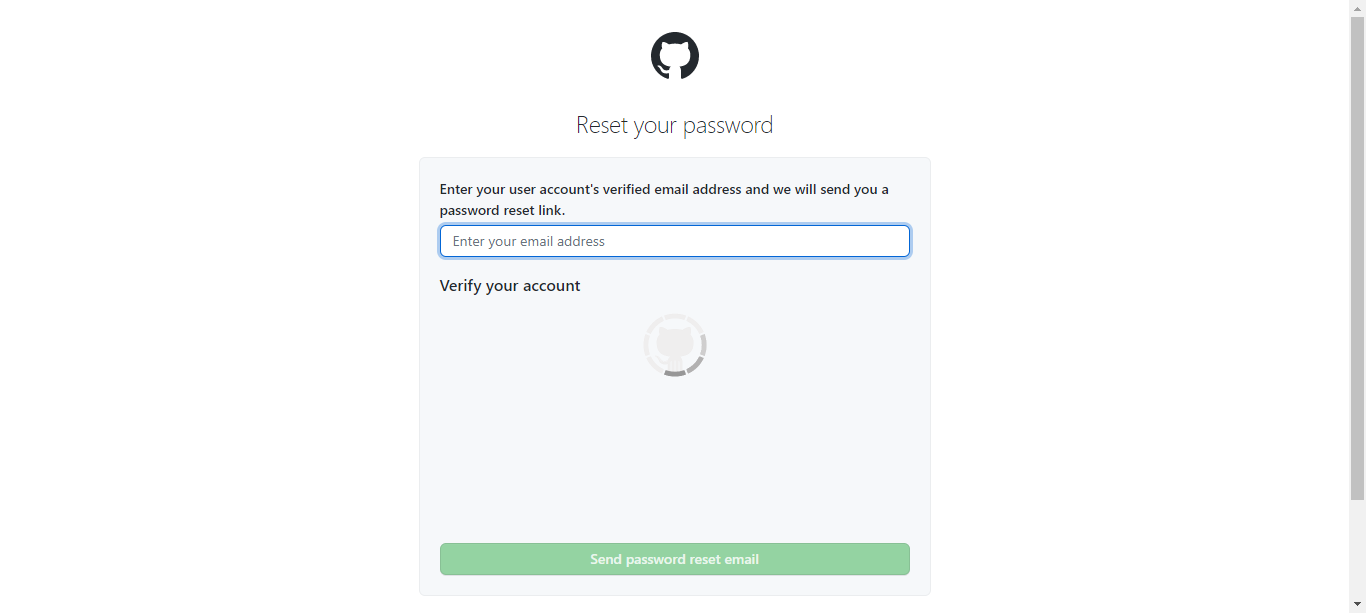 Reset your password
Enter your user account's verified email address and we will send you a
password reset link.
Enter your email address
Verify your account
Send password reset email